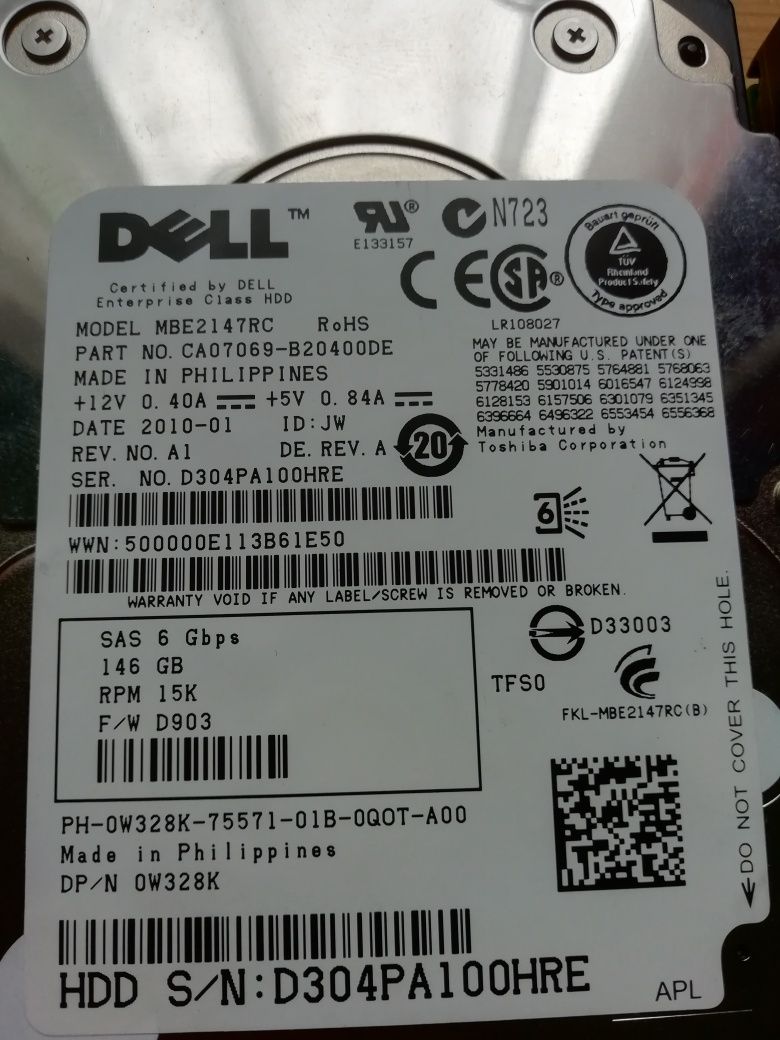 DELL™
Certified by DELL
Enterprise Class HDD
E133157
N723
LR108027
Bauart geprüft
TÜV
Rheinland
Product Safety
Type approved
MODEL MBE2147RC RoHS
PART NO. CA07069-B20400DE
MADE IN PHILIPPINES
+12V 0.40A +5V 0.84A
DATE 2010-01 ID:JW
REV. NO. A1 DE. REV. A
20
SER. NO. D304PA100HRE
MAY BE MANUFACTURED UNDER ONE
OF FOLLOWING U.S. PATENT(S)
5331486 5530875 5764881 5768063
5778420 5901014 6016547 6124998
6128153 6157506 6301079 6351345
6396664 6496322 6553454 6556368
Manufactured by
Toshiba Corporation
6
WWN:500000E113B61E50
WARRANTY VOID IF ANY LABEL/SCREW IS REMOVED OR BROKEN.
SAS 6 Gbps
146 GB
RPM 15K
F/W D903
D33003
TFSO
FKL-MBE2147RC(B)
DO NOT COVER THIS HOLE.
PH-0W328K-75571-01B-0Q0T-A00
Made in Philippines
DP/N 0W328K
HDD S/N:D304PA100HRE
APL